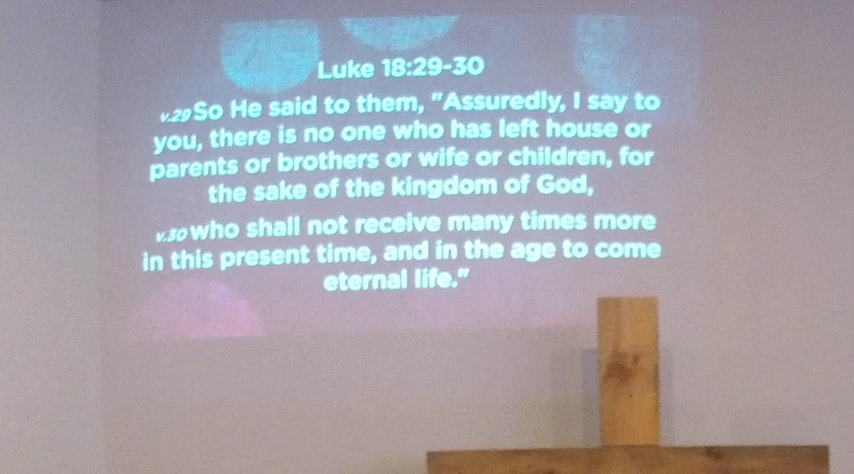 Luke 18:29-30
v.29 So He said to them, "Assuredly, I say to
you, there is no one who has left house or
parents or brothers or wife or children, for
the sake of the kingdom of God,
v.30 who shall not receive many times more
in this present time, and in the age to come
eternal life."